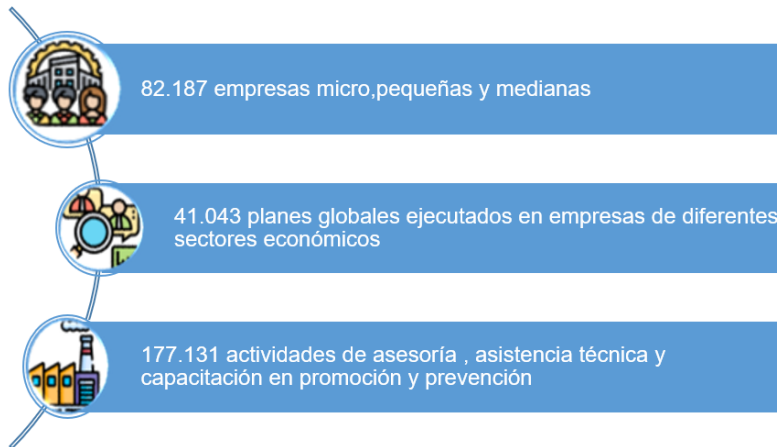 82.187 empresas micro,pequeñas y medianas
41.043 planes globales ejecutados en empresas de diferentes
sectores económicos
177.131 actividades de asesoría , asistencia técnica y
capacitación en promoción y prevención